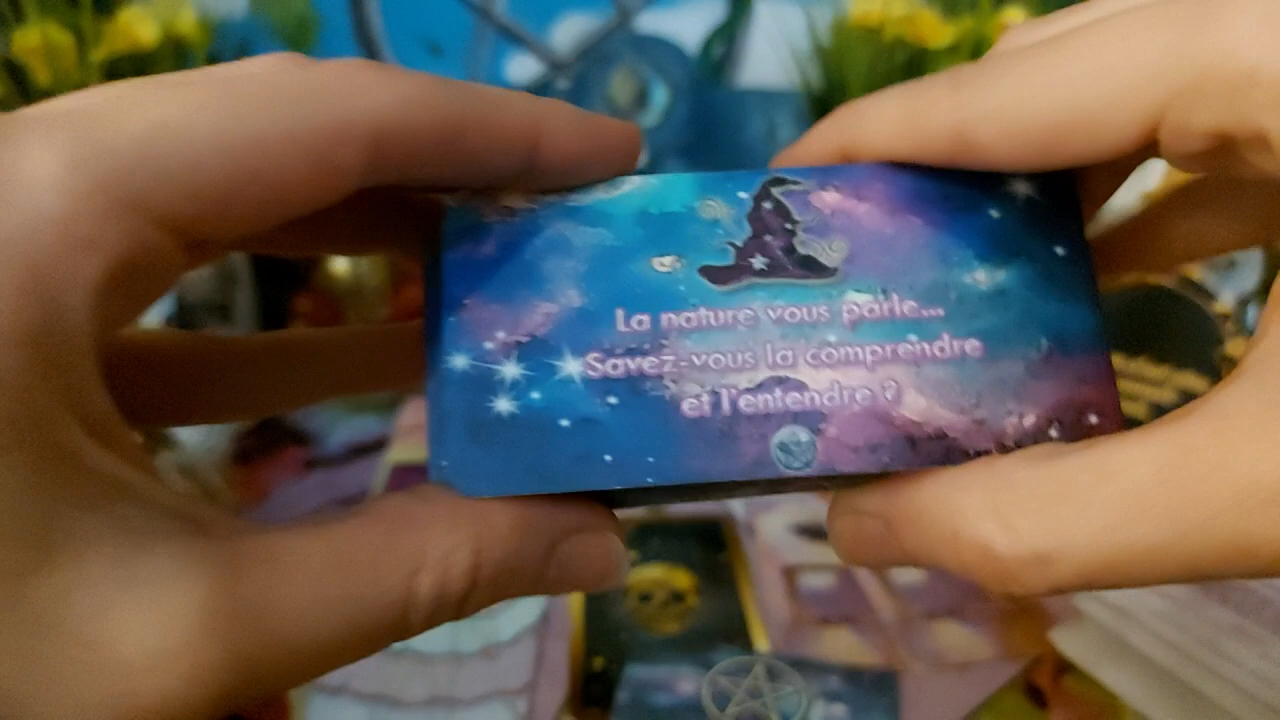 La nature vous parle...
Savez-vous la comprendre
et l'entendre ?